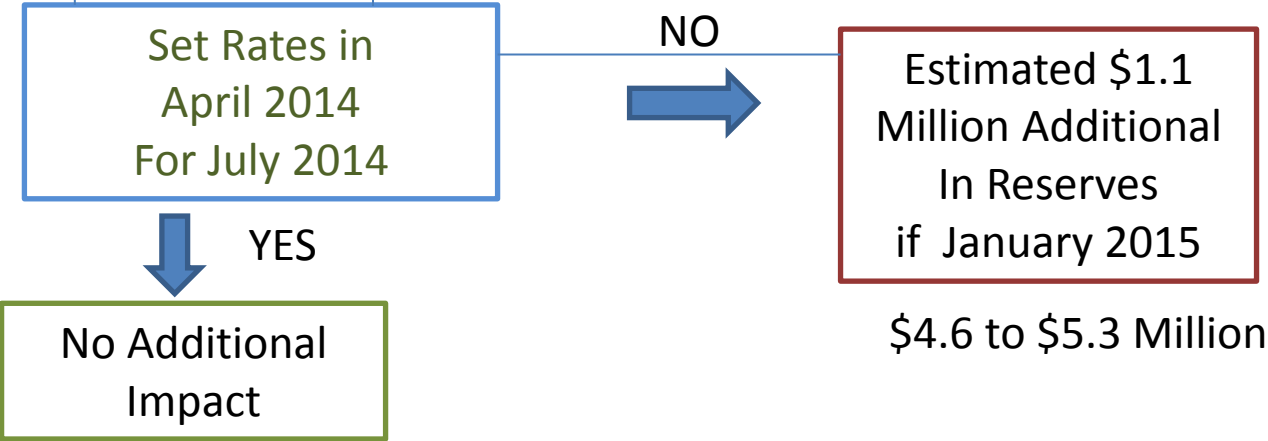 Set Rates in
April 2014
For July 2014
NO
Estimated $1.1
Million Additional
In Reserves
if January 2015
YES
No Additional
Impact
$4.6 to $5.3 Million